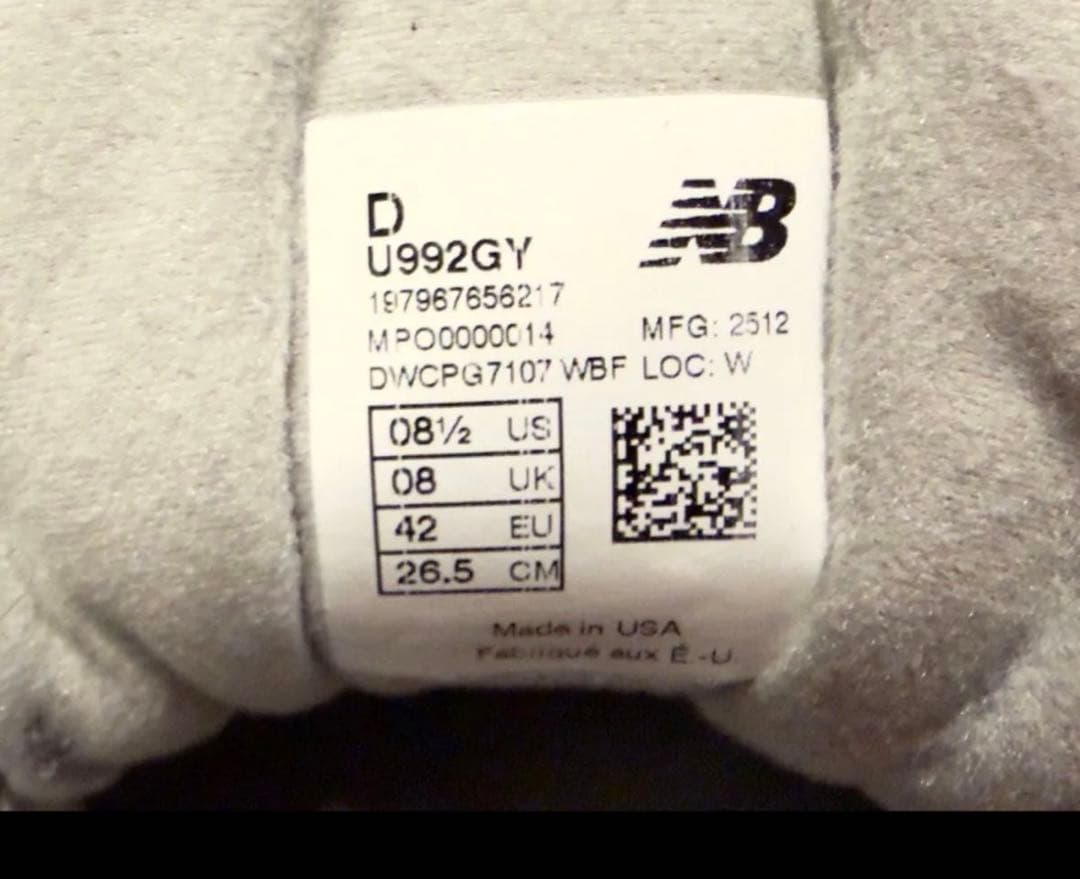 D
NB
U992GY
197967656217
MPO0000014 MFG: 2512
DWCPG7107 WBF LOC: W
08½ US
08 UK
42 EU
26.5 CM
Made in USA
Fabriqué aux É.-U.